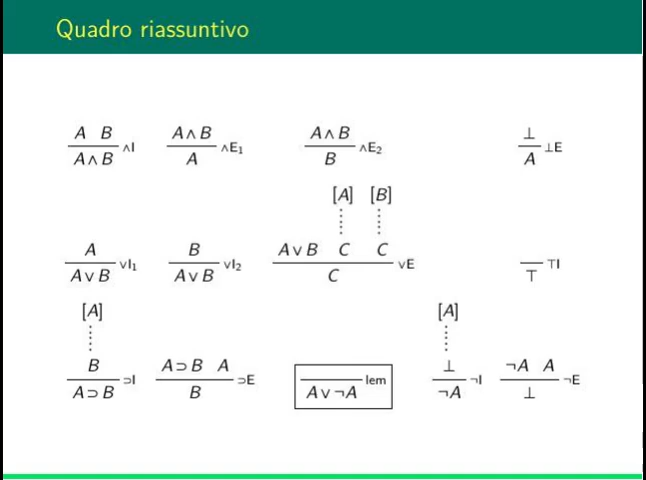 Quadro riassuntivo
A B A∧B A∧B ⊥
A∧B ∧I A ∧E₁ B ∧E₂ A ⊥E
[A] [B]
A B A∨B C C
A∨B ∨I₁ A∨B ∨I₂ C ∨E ⊤ ⊤I
[A] [A]
B A⊃B A ⊥ ¬A A
A⊃B ⊃I B ⊃E A∨¬A lem ¬A ¬I ⊥ ¬E